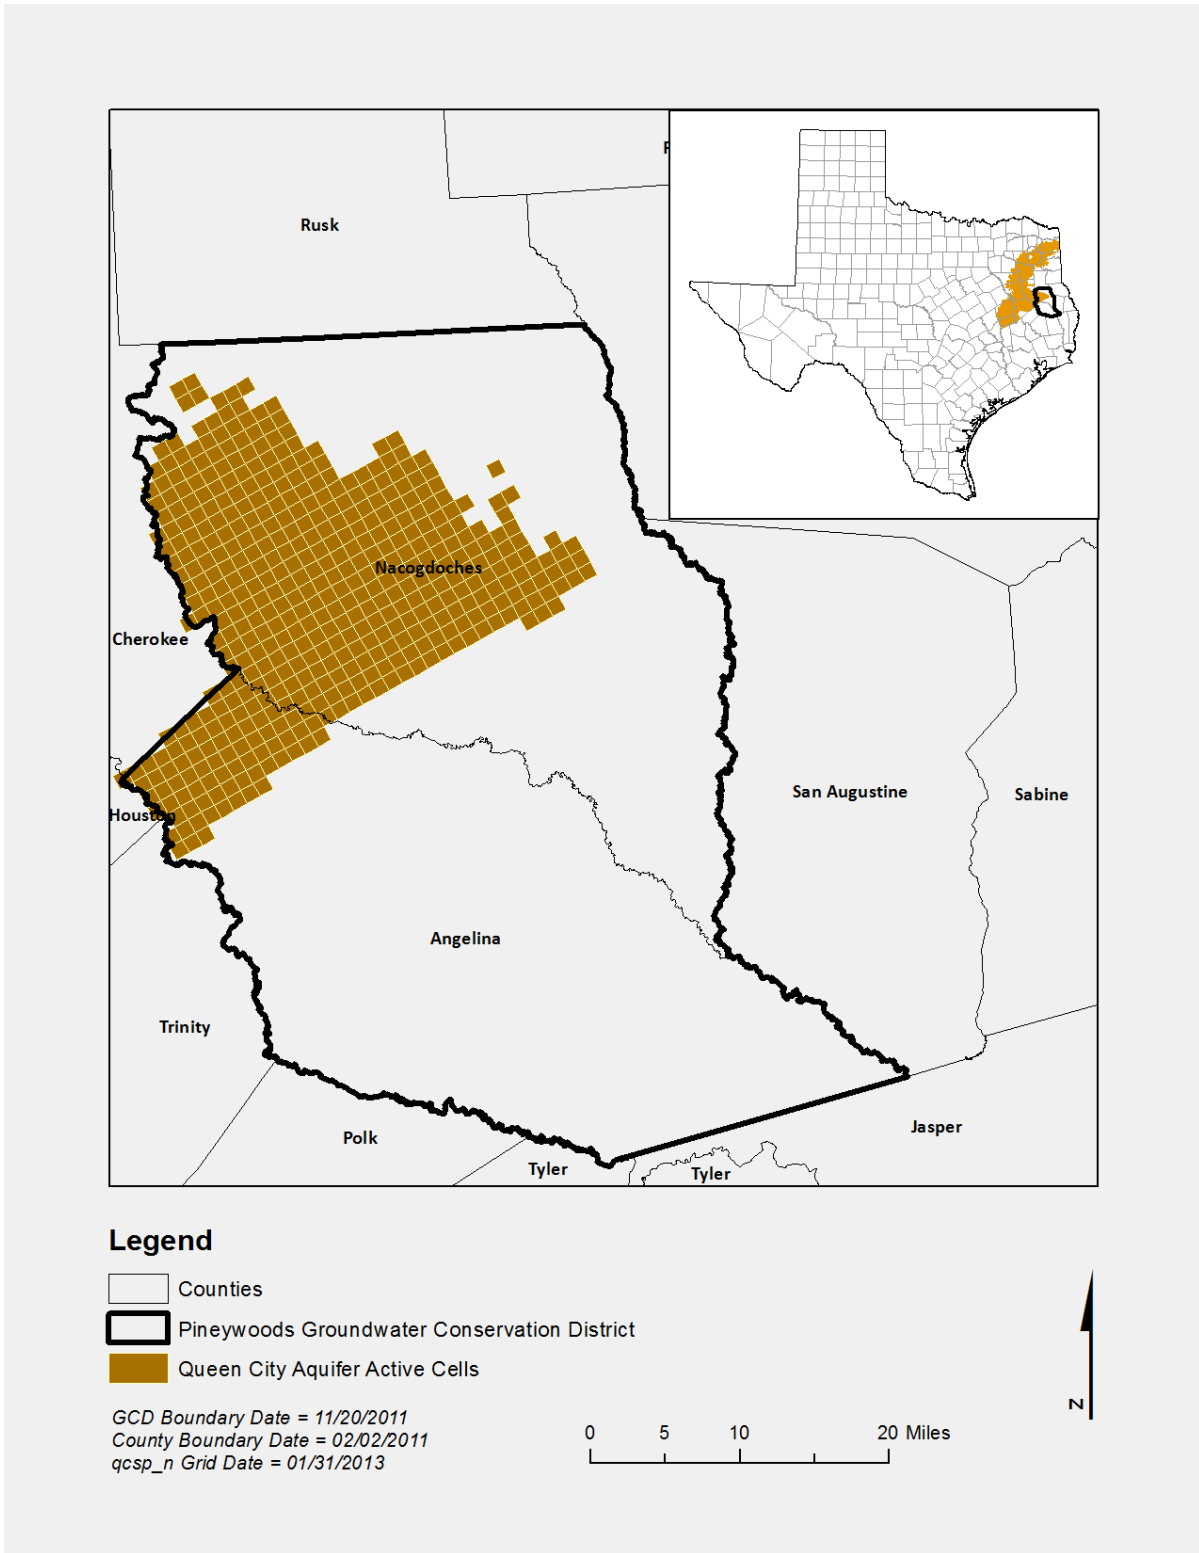 Rusk
Nacogdoches
Cherokee
San Augustine
Sabine
Houston
Angelina
Trinity
Jasper
Polk
Tyler
Tyler
Legend
Counties
Pineywoods Groundwater Conservation District
Queen City Aquifer Active Cells
GCD Boundary Date = 11/20/2011
County Boundary Date = 02/02/2011
qcsp_n Grid Date = 01/31/2013
0 5 10 20 Miles
N